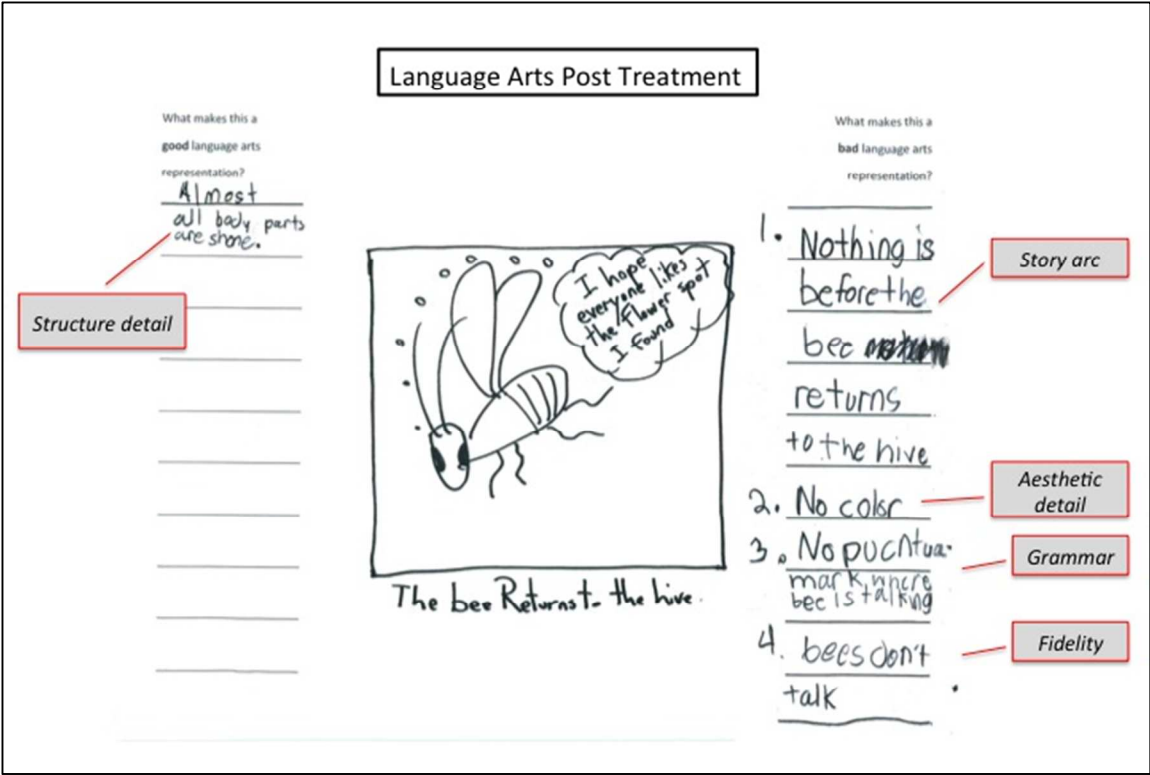 Language Arts Post Treatment
What makes this a
good language arts
representation?
Almost
all body parts
are shone.
Structure detail
I hope
everyone likes
the flower spot
I found
The bee Returns to the hive.
What makes this a
bad language arts
representation?
1. Nothing is
before the
bee
returns
to the hive
2. No color
3. No pucntua.
mark where
bee is talking
4. bees don't
talk
Story arc
Aesthetic
detail
Grammar
Fidelity